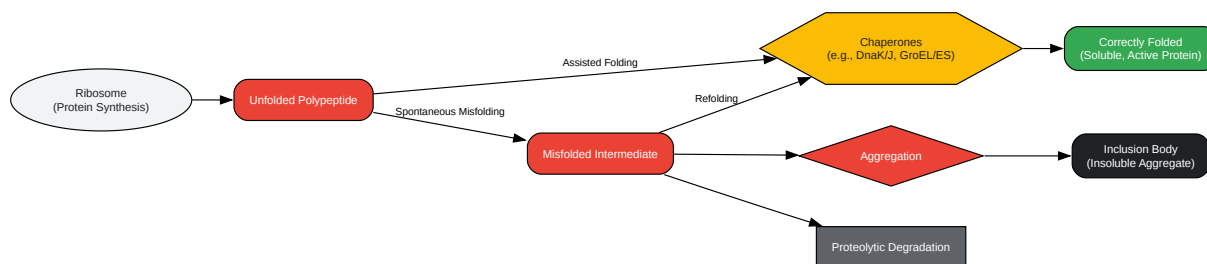 Ribosome
(Protein Synthesis)
Unfolded Polypeptide
Assisted Folding
Spontaneous Misfolding
Misfolded Intermediate
Refolding
Chaperones
(e.g., DnaK/J, GroEL/ES)
Correctly Folded
(Soluble, Active Protein)
Aggregation
Inclusion Body
(Insoluble Aggregate)
Proteolytic Degradation